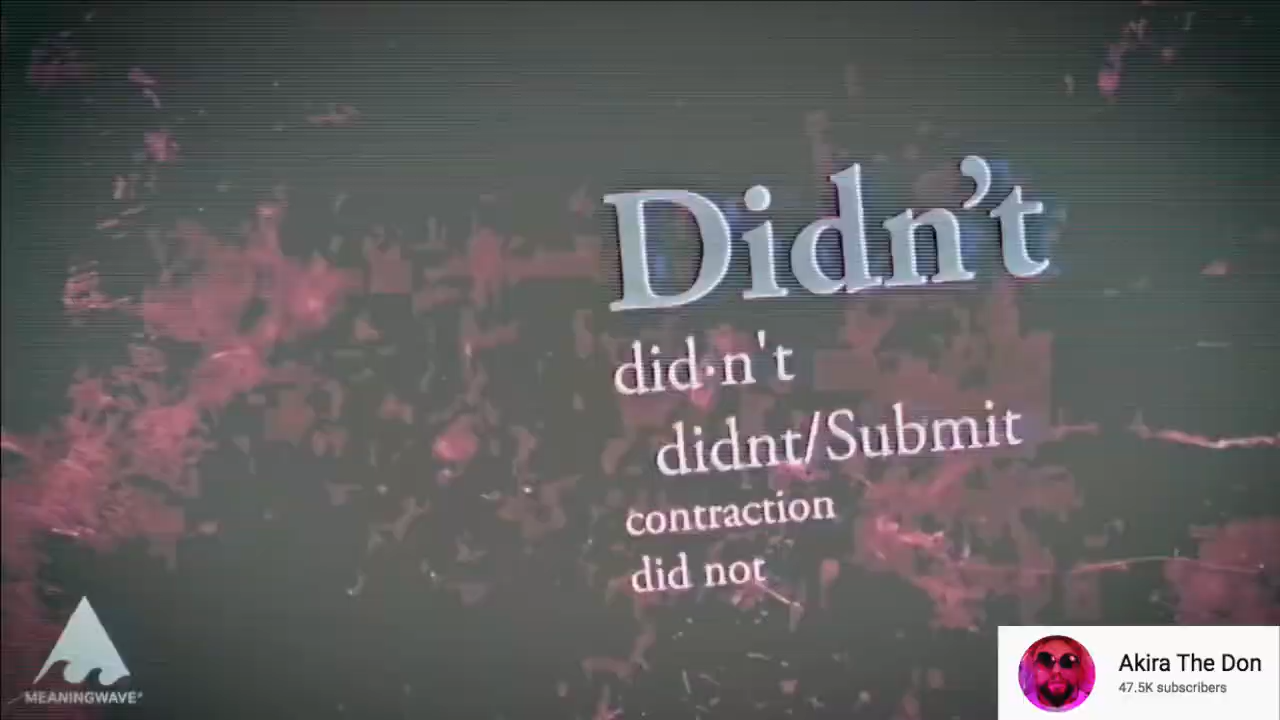 Didn’t
did·n't
didnt/Submit
contraction
did not
MEANINGWAVE®
Akira The Don
47.5K subscribers